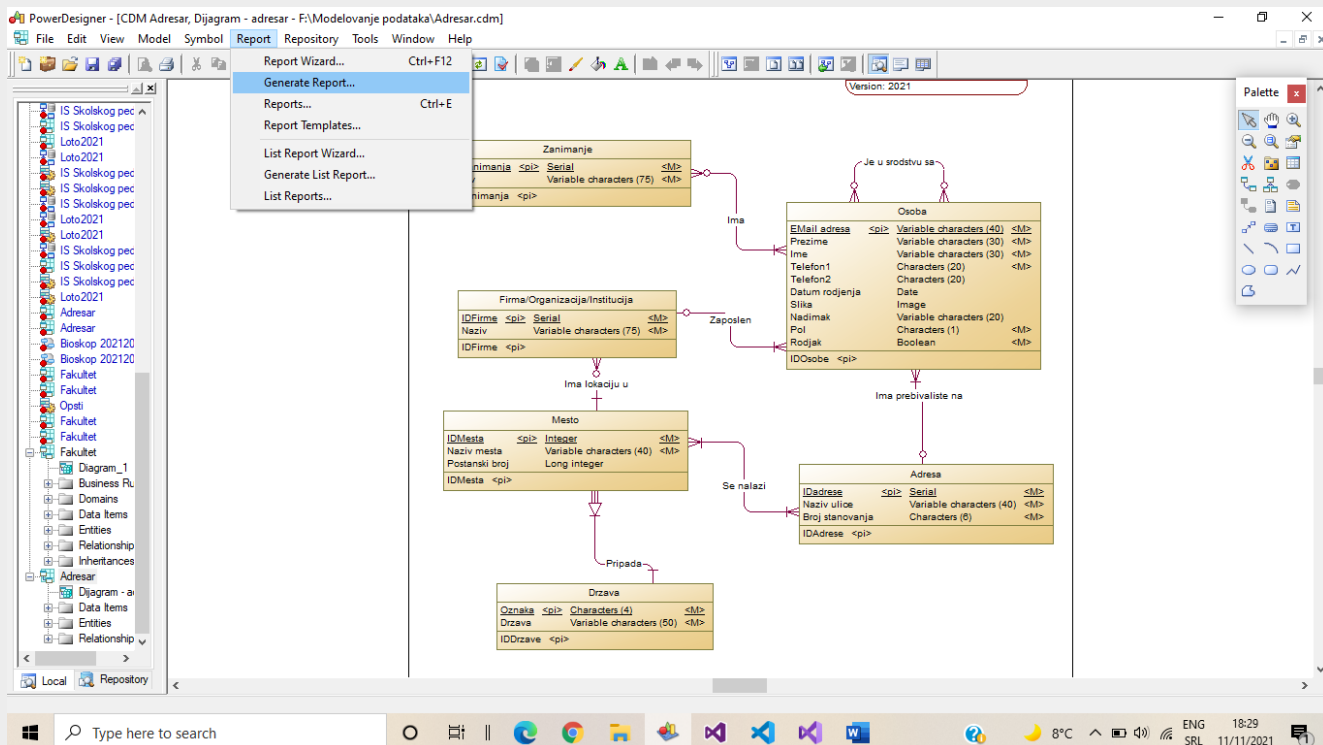 PowerDesigner - [CDM Adresar, Dijagram - adresar - F:\Modelovanje podataka\Adresar.cdm]
File Edit View Model Symbol Report Repository Tools Window Help
Report Wizard... Ctrl+F12
Generate Report...
Reports... Ctrl+E
Report Templates...
List Report Wizard...
Generate List Report...
List Reports...
IS Skolskog pec
IS Skolskog pec
Loto2021
Loto2021
IS Skolskog pec
IS Skolskog pec
IS Skolskog pec
Loto2021
Loto2021
IS Skolskog pec
IS Skolskog pec
IS Skolskog pec
Loto2021
Adresar
Adresar
Bioskop 202120
Bioskop 202120
Fakultet
Fakultet
Opsti
Fakultet
Fakultet
Fakultet
Diagram_1
Business Ru
Domains
Data Items
Entities
Relationship
Inheritances
Adresar
Dijagram - a
Data Items
Entities
Relationship
Local Repository
Version: 2021
Zanimanje
nimanja <pi> Serial <M>
Variable characters (75) <M>
nimanja <pi>
Ima
Je u srodstvu sa
Osoba
EMail adresa <pi> Variable characters (40) <M>
Prezime Variable characters (30) <M>
Ime Variable characters (30) <M>
Telefon1 Characters (20) <M>
Telefon2 Characters (20)
Datum rodjenja Date
Slika Image
Nadimak Variable characters (20)
Pol Characters (1) <M>
Rodjak Boolean <M>
IDOsobe <pi>
Firma/Organizacija/Institucija
IDFirme <pi> Serial <M>
Naziv Variable characters (75) <M>
IDFirme <pi>
Zaposlen
Ima lokaciju u
Ima prebivaliste na
Mesto
IDMesta <pi> Integer <M>
Naziv mesta Variable characters (40) <M>
Postanski broj Long integer
IDMesta <pi>
Se nalazi
Adresa
IDadrese <pi> Serial <M>
Naziv ulice Variable characters (40) <M>
Broj stanovanja Characters (6) <M>
IDAdrese <pi>
Pripada
Drzava
Oznaka <pi> Characters (4) <M>
Drzava Variable characters (50) <M>
IDDrzave <pi>
Palette
Type here to search
8°C
ENG
SRL
18:29
11/11/2021